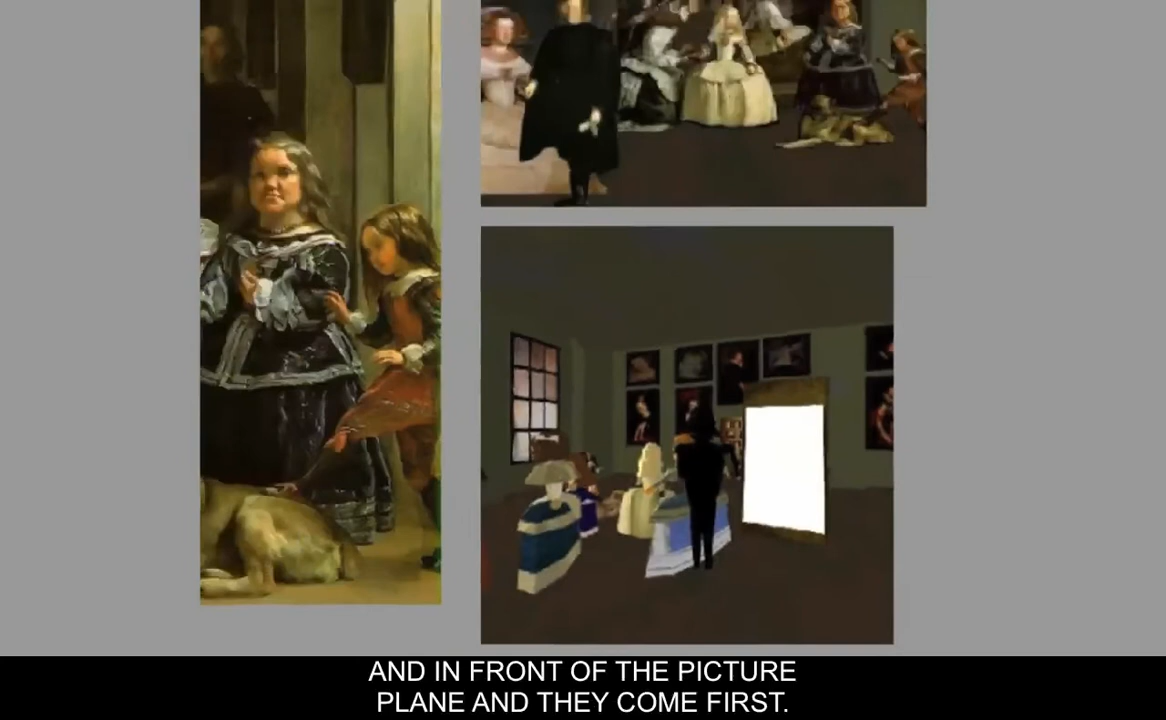 AND IN FRONT OF THE PICTURE
PLANE AND THEY COME FIRST.